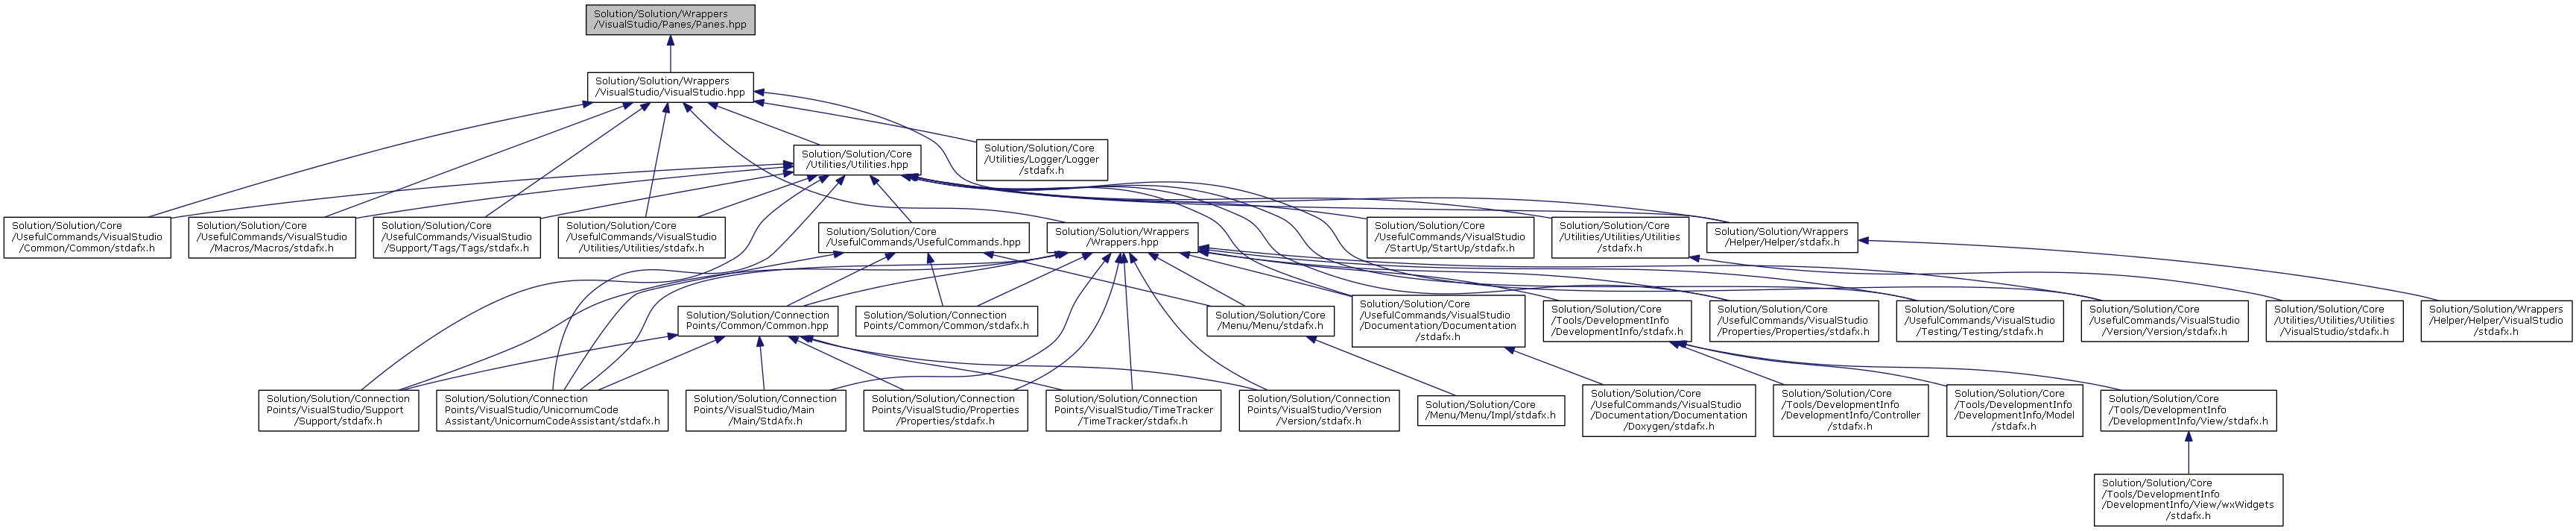 Solution/Solution/Wrappers
/VisualStudio/Panes/Panes.hpp
Solution/Solution/Wrappers
/VisualStudio/VisualStudio.hpp
Solution/Solution/Core
/Utilities/Utilities.hpp
Solution/Solution/Core
/Utilities/Logger/Logger
/stdafx.h
Solution/Solution/Core
/UsefulCommands/VisualStudio
/Common/Common/stdafx.h
Solution/Solution/Core
/UsefulCommands/VisualStudio
/Macros/Macros/stdafx.h
Solution/Solution/Core
/UsefulCommands/VisualStudio
/Support/Tags/Tags/stdafx.h
Solution/Solution/Core
/UsefulCommands/VisualStudio
/Utilities/Utilities/stdafx.h
Solution/Solution/Core
/UsefulCommands/UsefulCommands.hpp
Solution/Solution/Wrappers
/Wrappers.hpp
Solution/Solution/Core
/UsefulCommands/VisualStudio
/StartUp/StartUp/stdafx.h
Solution/Solution/Core
/Utilities/Utilities/Utilities
/stdafx.h
Solution/Solution/Wrappers
/Helper/Helper/stdafx.h
Solution/Solution/Connection
Points/Common/Common.hpp
Solution/Solution/Connection
Points/Common/Common/stdafx.h
Solution/Solution/Core
/Menu/Menu/stdafx.h
Solution/Solution/Core
/UsefulCommands/VisualStudio
/Documentation/Documentation
/stdafx.h
Solution/Solution/Core
/Tools/DevelopmentInfo
/DevelopmentInfo/stdafx.h
Solution/Solution/Core
/UsefulCommands/VisualStudio
/Properties/Properties/stdafx.h
Solution/Solution/Core
/UsefulCommands/VisualStudio
/Testing/Testing/stdafx.h
Solution/Solution/Core
/UsefulCommands/VisualStudio
/Version/Version/stdafx.h
Solution/Solution/Core
/Utilities/Utilities/Utilities
/VisualStudio/stdafx.h
Solution/Solution/Wrappers
/Helper/Helper/VisualStudio
/stdafx.h
Solution/Solution/Connection
Points/VisualStudio/Support
/Support/stdafx.h
Solution/Solution/Connection
Points/VisualStudio/UnicornumCode
Assistant/UnicornumCodeAssistant/stdafx.h
Solution/Solution/Connection
Points/VisualStudio/Main
/Main/StdAfx.h
Solution/Solution/Connection
Points/VisualStudio/Properties
/Properties/stdafx.h
Solution/Solution/Connection
Points/VisualStudio/TimeTracker
/TimeTracker/stdafx.h
Solution/Solution/Connection
Points/VisualStudio/Version
/Version/stdafx.h
Solution/Solution/Core
/Menu/Menu/Impl/stdafx.h
Solution/Solution/Core
/UsefulCommands/VisualStudio
/Documentation/Documentation
/Doxygen/stdafx.h
Solution/Solution/Core
/Tools/DevelopmentInfo
/DevelopmentInfo/Controller
/stdafx.h
Solution/Solution/Core
/Tools/DevelopmentInfo
/DevelopmentInfo/Model
/stdafx.h
Solution/Solution/Core
/Tools/DevelopmentInfo
/DevelopmentInfo/View/stdafx.h
Solution/Solution/Core
/Tools/DevelopmentInfo
/DevelopmentInfo/View/wxWidgets
/stdafx.h